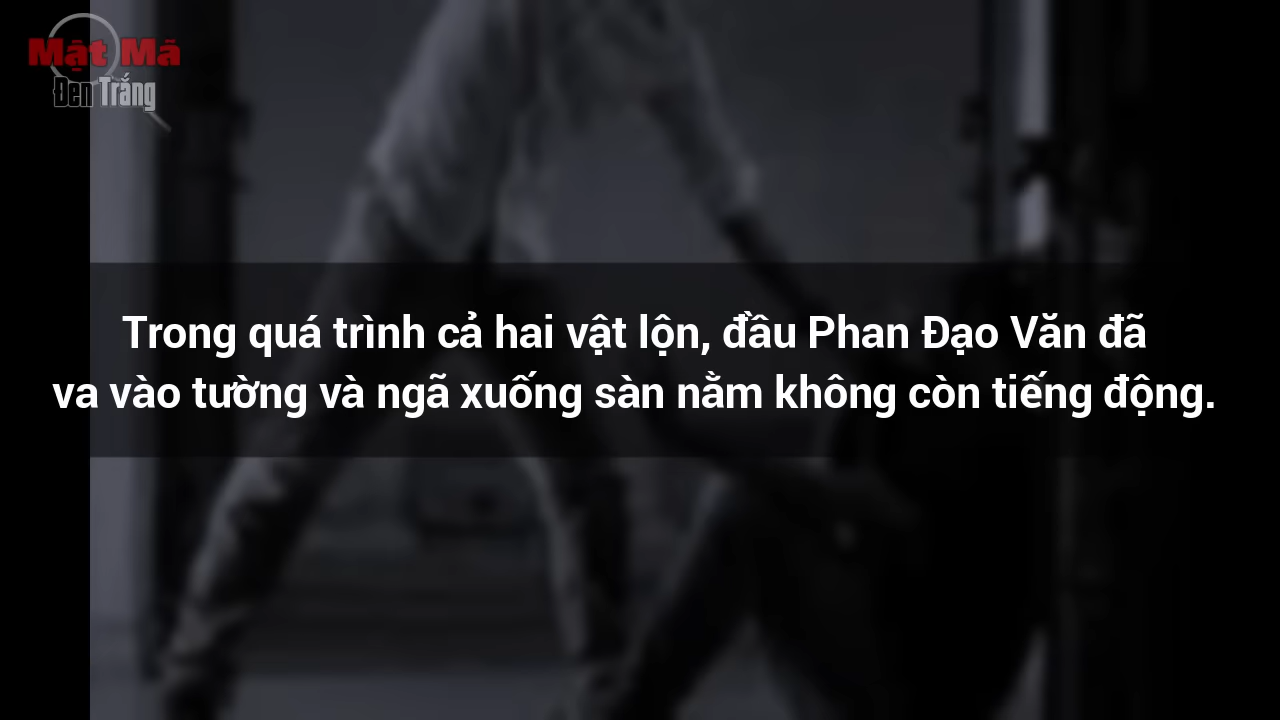 Mật Mã
Đen Trắng
Trong quá trình cả hai vật lộn, đầu Phan Đạo Văn đã
va vào tường và ngã xuống sàn nằm không còn tiếng động.